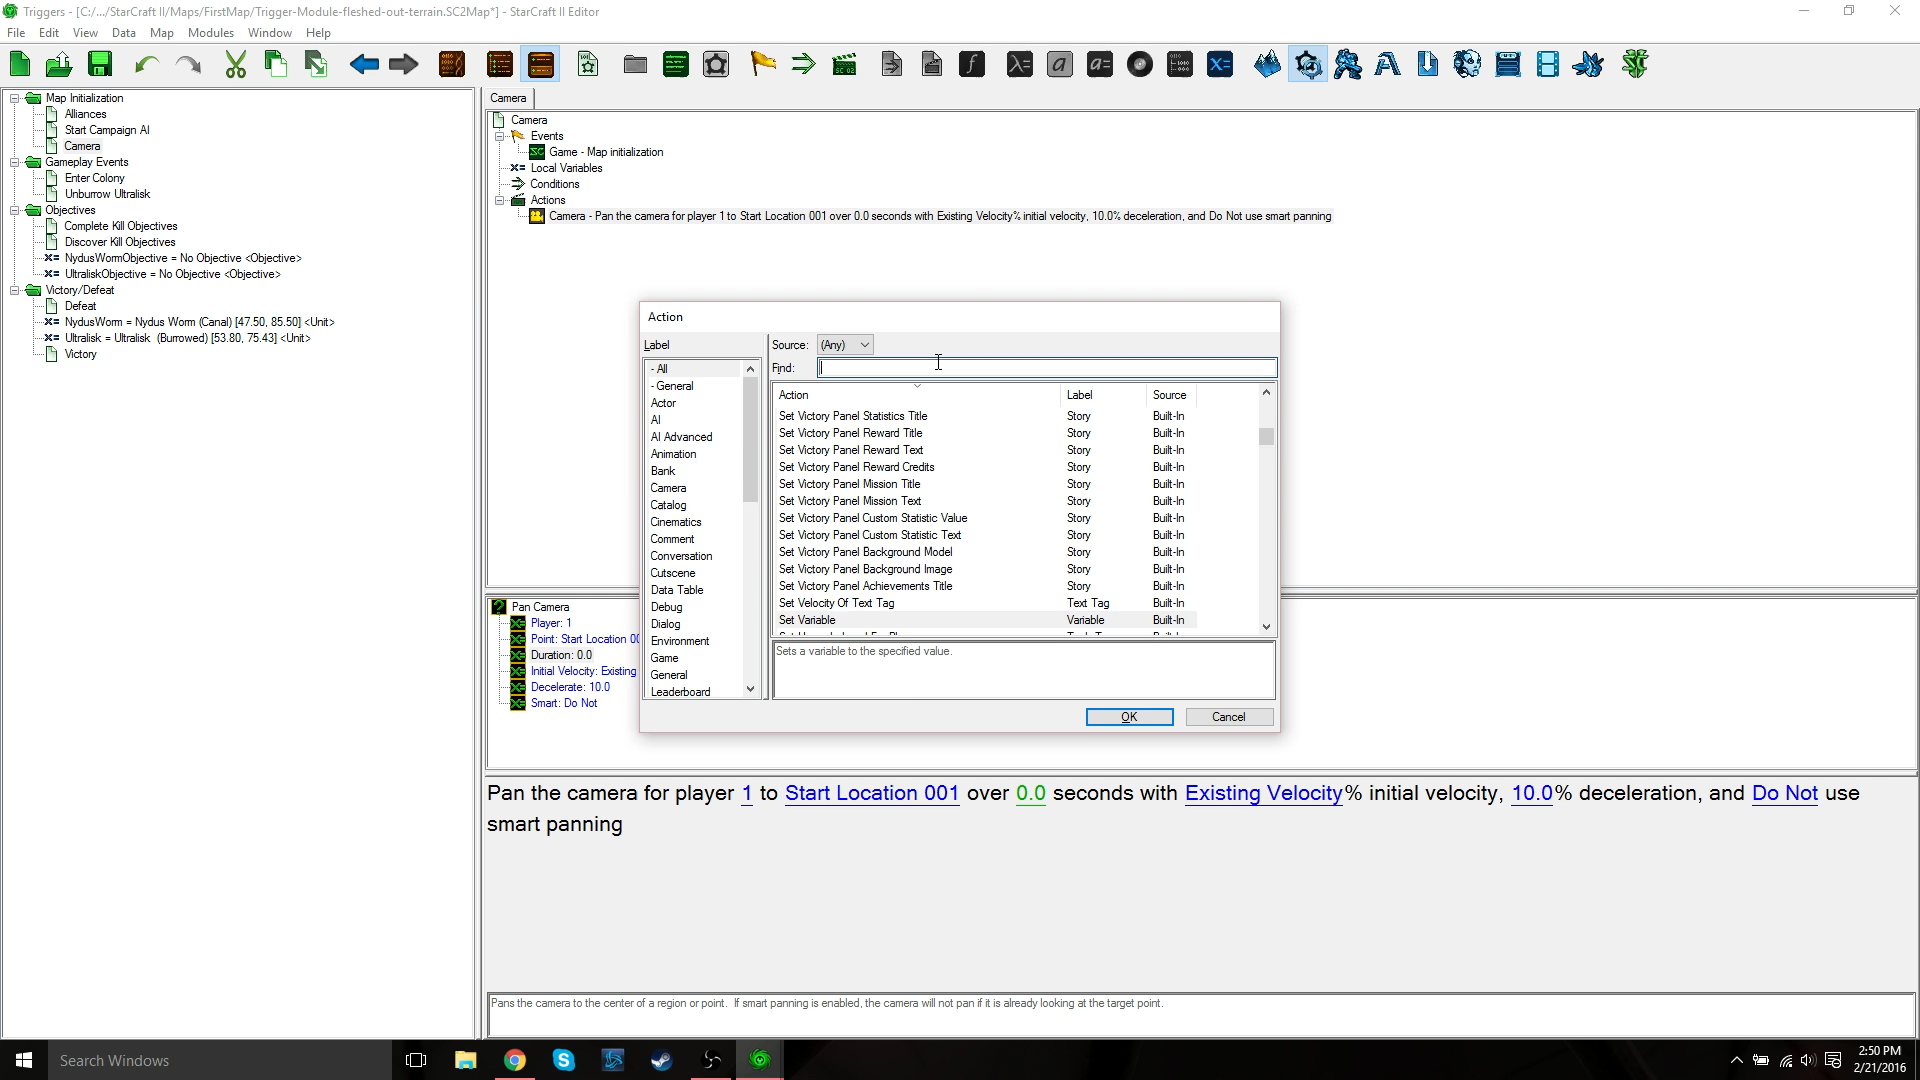 Triggers - [C:/.../StarCraft II/Maps/FirstMap/Trigger-Module-fleshed-out-terrain.SC2Map*] - StarCraft II Editor
File Edit View Data Map Modules Window Help
Map Initialization
Alliances
Start Campaign AI
Camera
Gameplay Events
Enter Colony
Unburrow Ultralisk
Objectives
Complete Kill Objectives
Discover Kill Objectives
NydusWormObjective = No Objective <Objective>
UltraliskObjective = No Objective <Objective>
Victory/Defeat
Defeat
NydusWorm = Nydus Worm (Canal) [47.50, 85.50] <Unit>
Ultralisk = Ultralisk (Burrowed) [53.80, 75.43] <Unit>
Victory
Camera
Camera
Events
Game - Map initialization
Local Variables
Conditions
Actions
Camera - Pan the camera for player 1 to Start Location 001 over 0.0 seconds with Existing Velocity% initial velocity, 10.0% deceleration, and Do Not use smart panning
Action
Label
- All
- General
Actor
AI
AI Advanced
Animation
Bank
Camera
Catalog
Cinematics
Comment
Conversation
Cutscene
Data Table
Debug
Dialog
Environment
Game
General
Leaderboard
Source: (Any)
Find:
Action Label Source
Set Victory Panel Statistics Title Story Built-In
Set Victory Panel Reward Title Story Built-In
Set Victory Panel Reward Text Story Built-In
Set Victory Panel Reward Credits Story Built-In
Set Victory Panel Mission Title Story Built-In
Set Victory Panel Mission Text Story Built-In
Set Victory Panel Custom Statistic Value Story Built-In
Set Victory Panel Custom Statistic Text Story Built-In
Set Victory Panel Background Model Story Built-In
Set Victory Panel Background Image Story Built-In
Set Victory Panel Achievements Title Story Built-In
Set Velocity Of Text Tag Text Tag Built-In
Set Variable Variable Built-In
Sets a variable to the specified value.
OK Cancel
Pan Camera
Player: 1
Point: Start Location
Duration: 0.0
Initial Velocity: Existing
Decelerate: 10.0
Smart: Do Not
Pan the camera for player 1 to Start Location 001 over 0.0 seconds with Existing Velocity% initial velocity, 10.0% deceleration, and Do Not use
smart panning
Pans the camera to the center of a region or point. If smart panning is enabled, the camera will not pan if it is already looking at the target point.
Search Windows
2:50 PM
2/21/2016